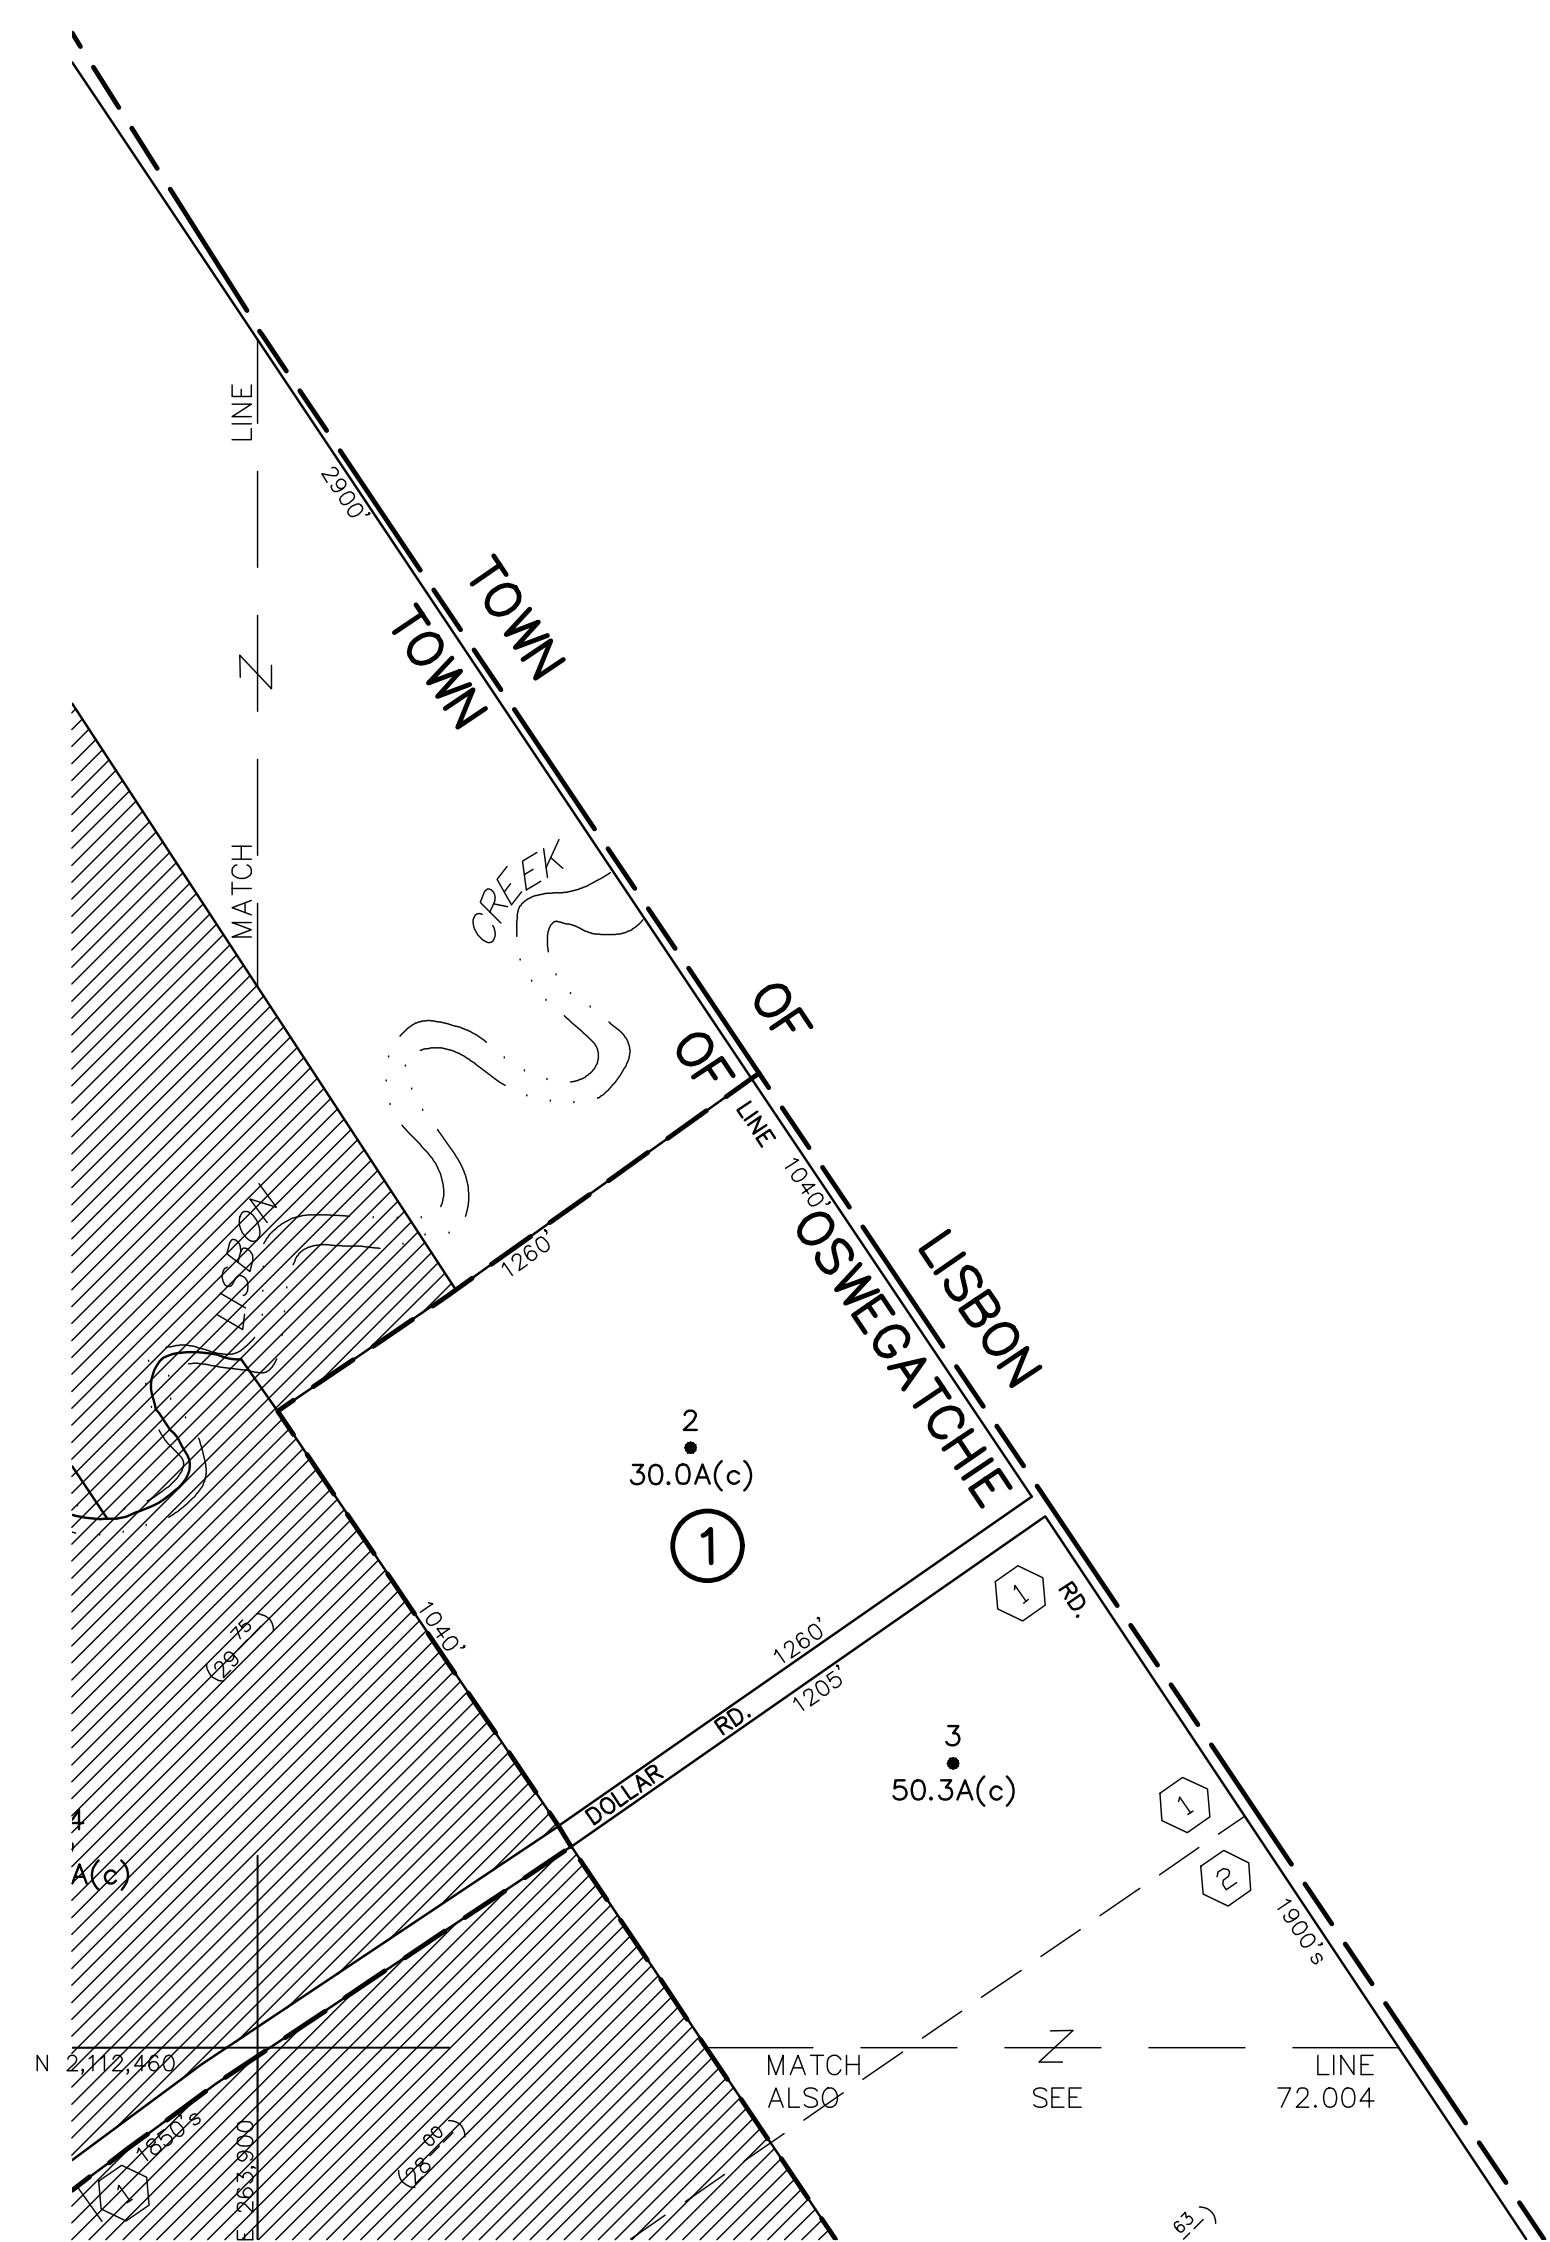 LINE
2900'
TOWN
TOWN
Z
MATCH
CREEK
OF
OF
LINE
1040'
LISBON
1260'
OSWEGATCHIE
LISBON
2
30.0A(c)
1
1
RD.
1040'
(29 75)
1260'
1205'
RD.
DOLLAR
3
50.3A(c)
1
2
4
A(c)
1900's
N 2,112,460
MATCH Z LINE
ALSO SEE 72.004
1850's
E 263,900
(28 00)
1
63)